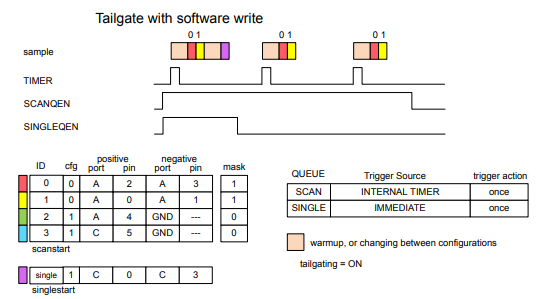 Tailgate with software write
0 1 0 1 0 1
sample
TIMER
SCANQEN
SINGLEQEN
positive negative
ID cfg port pin port pin mask
0 0 A 2 A 3 1
1 0 A 0 A 1 1
2 1 A 4 GND --- 0
3 1 C 5 GND --- 0
scanstart
single 1 C 0 C 3
singlestart
QUEUE Trigger Source trigger action
SCAN INTERNAL TIMER once
SINGLE IMMEDIATE once
warmup, or changing between configurations
tailgating = ON